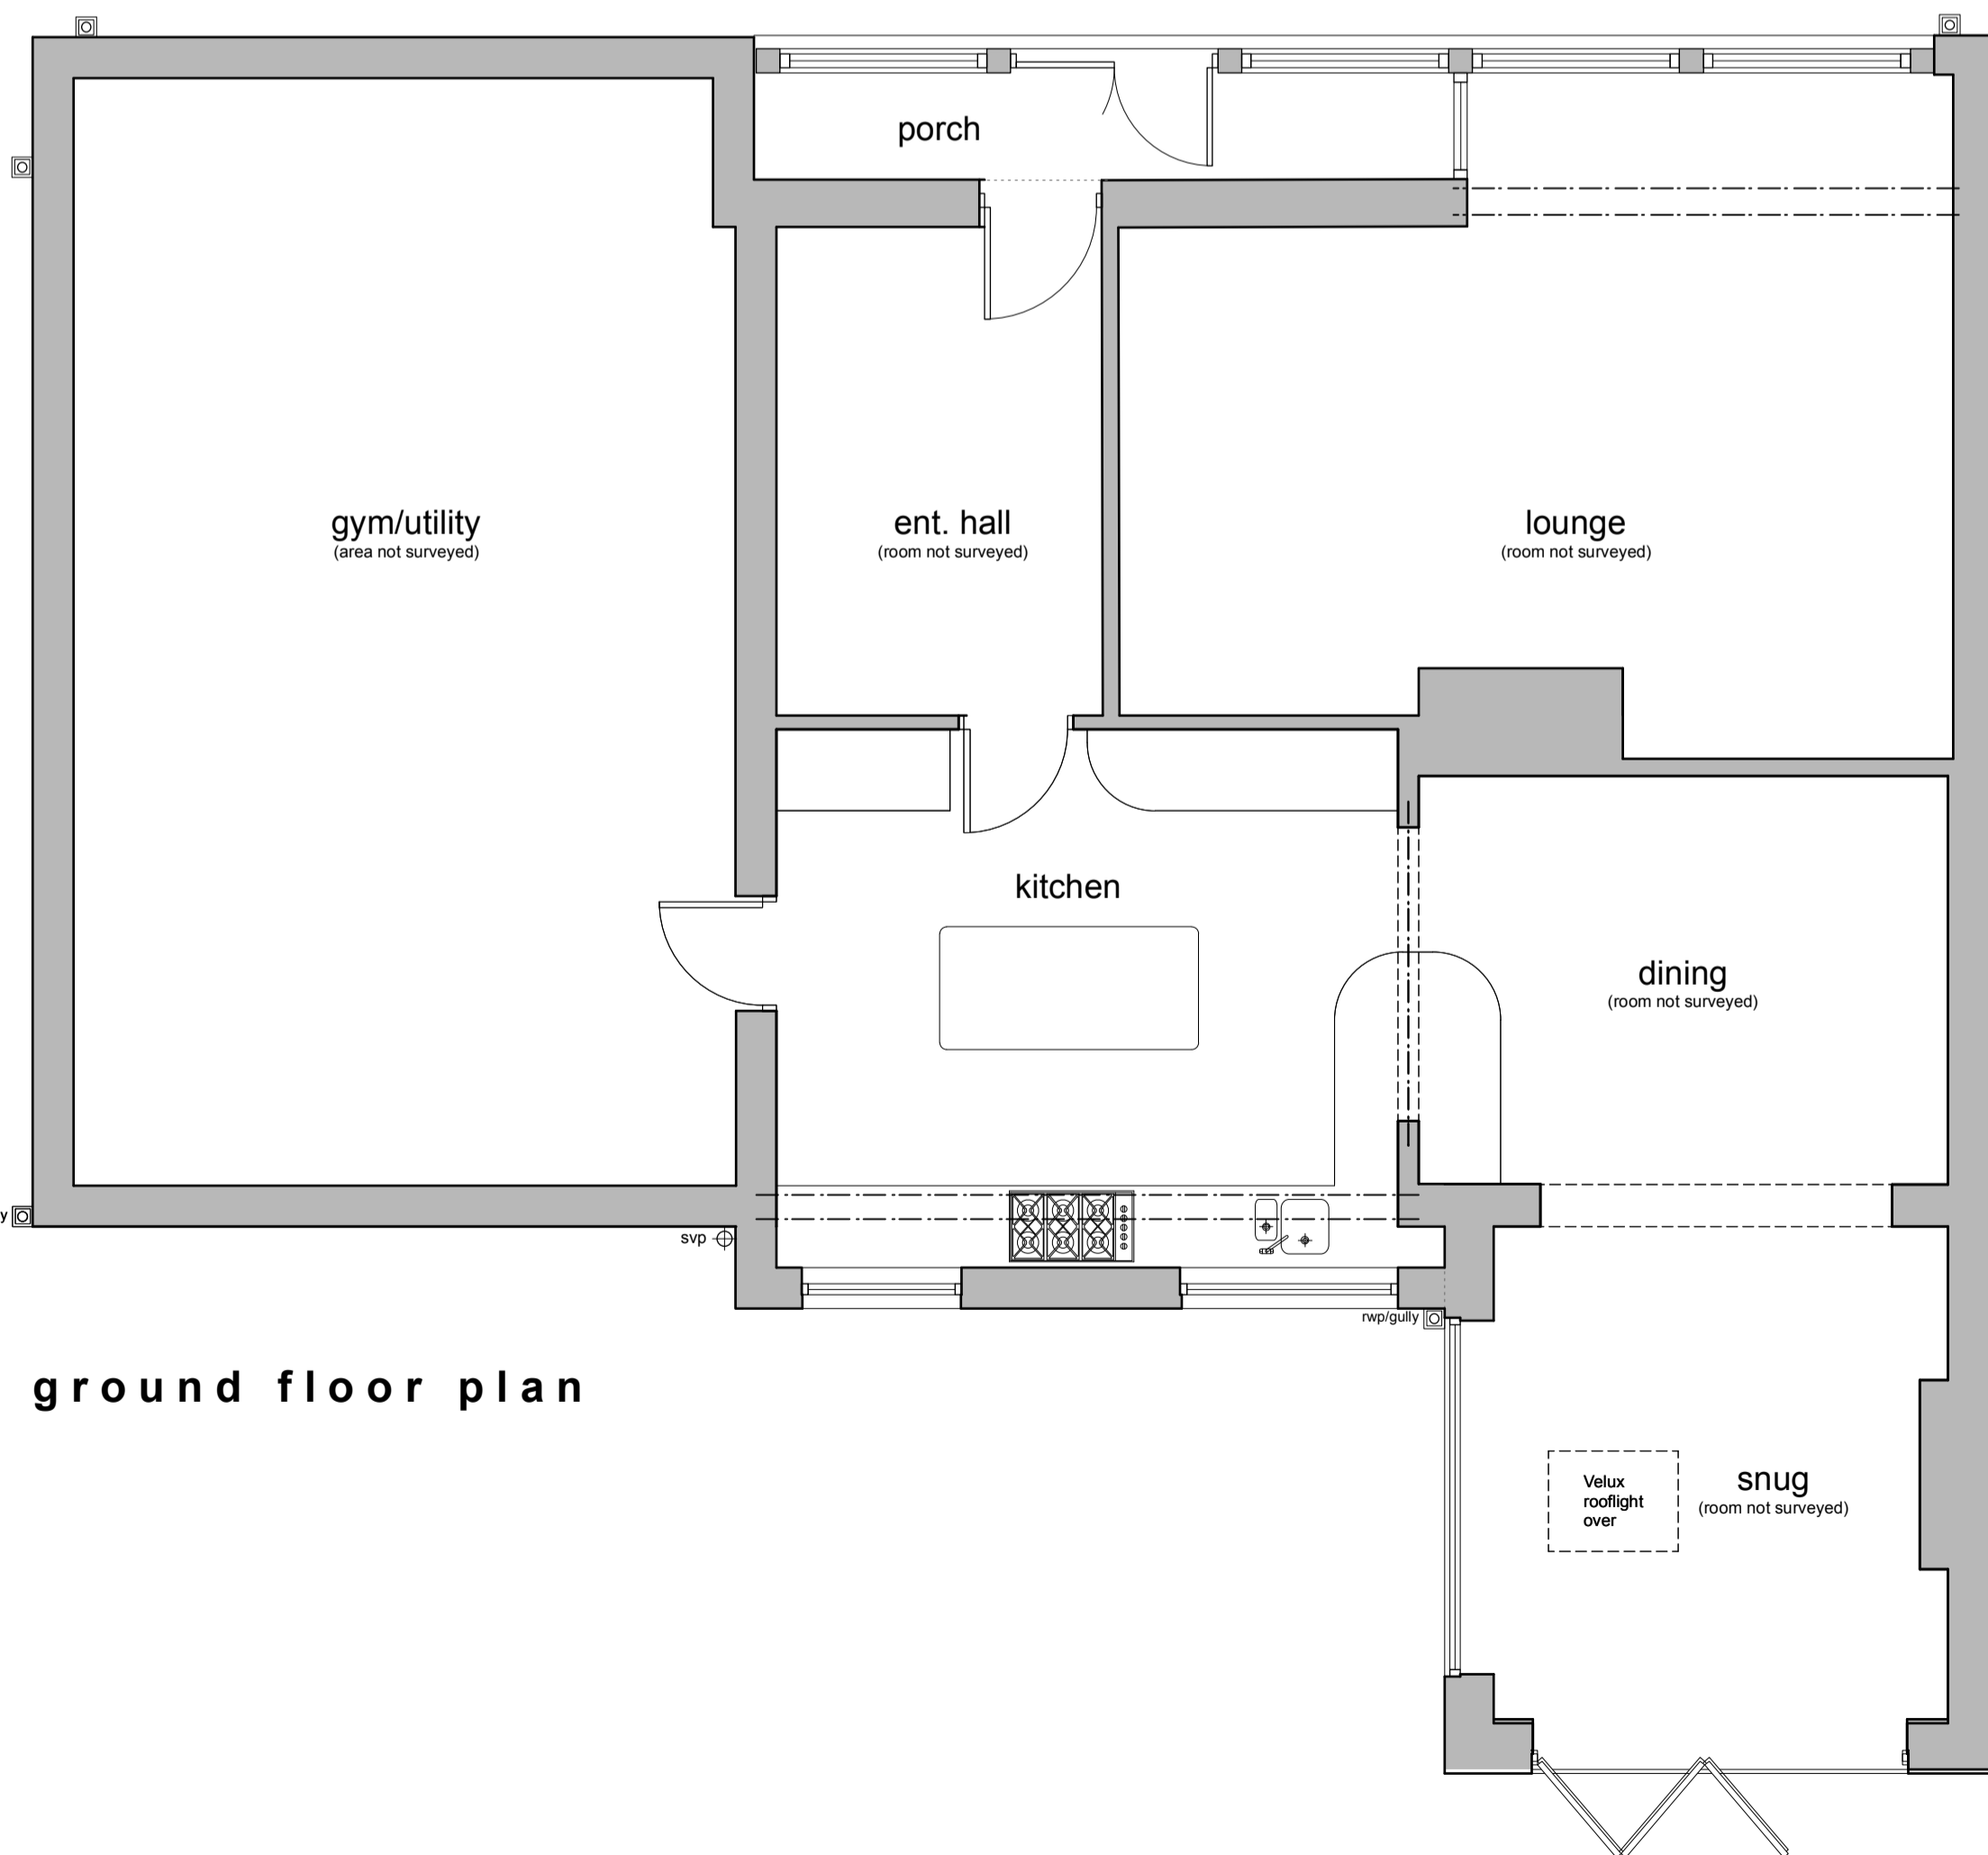 porch
gym/utility
(area not surveyed)
ent. hall
(room not surveyed)
lounge
(room not surveyed)
kitchen
dining
(room not surveyed)
y
svp
rwp/gully
ground floor plan
Velux
rooflight
over
snug
(room not surveyed)